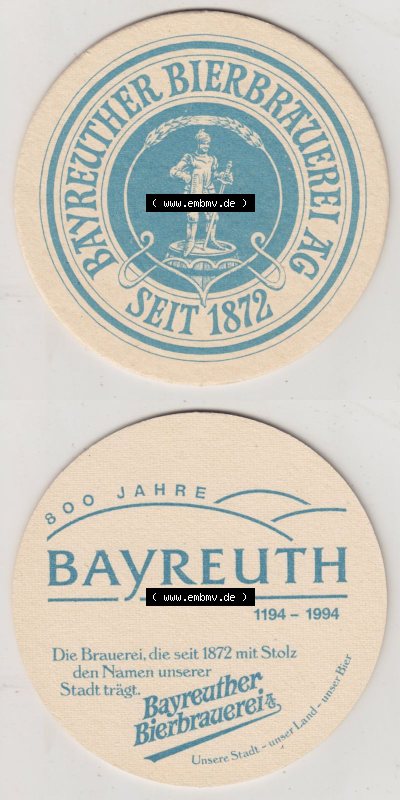 BAYREUTHER BIERBRAUEREI AG
( www.embmv.de )
SEIT 1872
800 JAHRE
BAYREUTH
( www.embmv.de )
1194 – 1994
Die Brauerei, die seit 1872 mit Stolz
den Namen unserer
Stadt trägt.
Bayreuther
Bierbrauerei AG
Unsere Stadt – unser Land – unser Bier